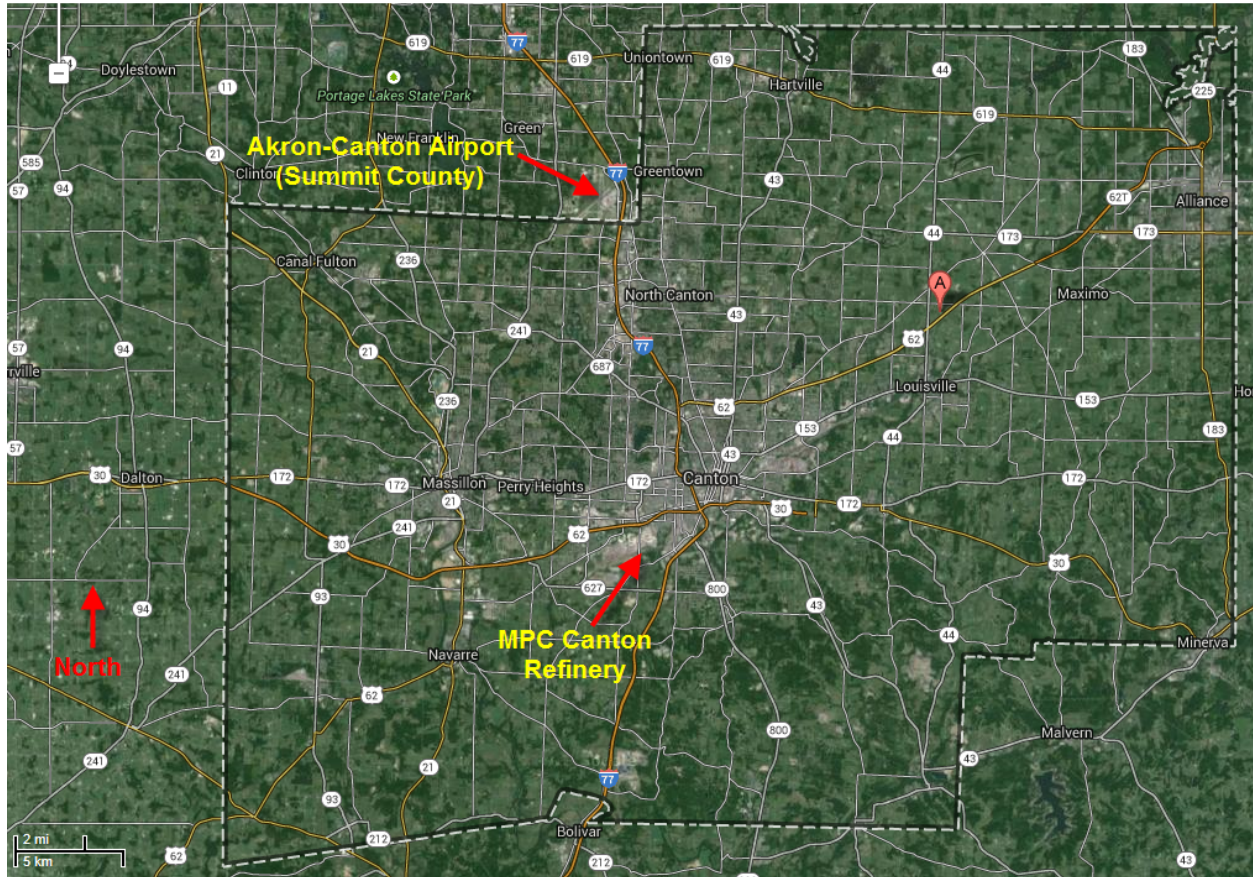 77
619
Uniontown
619
183
94
Doylestown
619
44
Hartville
11
225
Portage Lakes State Park
619
New Franklin
Green
Akron-Canton Airport
(Summit County)
21
585
57
94
Clinton
77
Greentown
43
62T
Alliance
44
173
173
236
Canal Fulton
A
North Canton
Maximo
43
241
62
57
94
21
77
687
Louisville
rville
236
62
153
153
Ho
44
183
57
43
30
Dalton
172
172
Massillon
Perry Heights
172
Canton
21
30
172
241
62
30
30
93
627
800
43
94
North
MPC Canton
Refinery
44
Navarre
Minerva
241
62
800
Malvern
43
21
77
241
93
2 mi
5 km
62
212
Bolivar
212
43